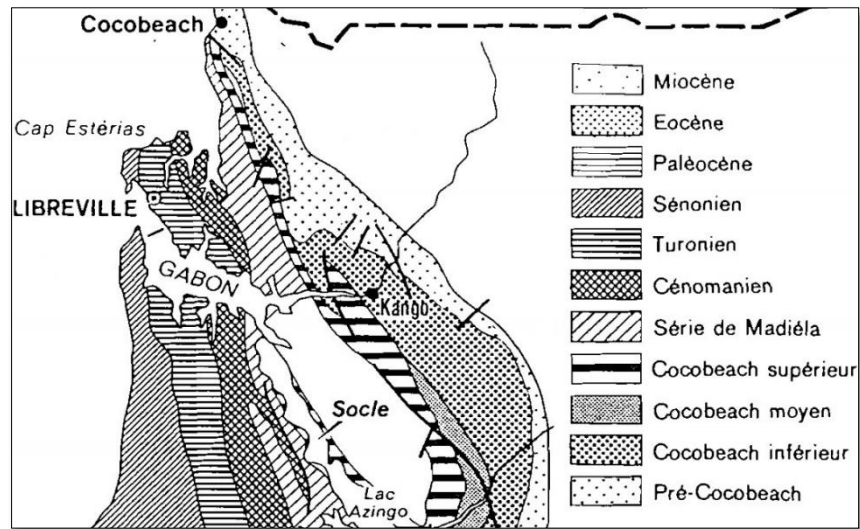 Cocobeach
Cap Estérias
LIBREVILLE
GABON
Kango
Socle
Lac
Azingo
Miocène
Eocène
Paléocène
Sénonien
Turonien
Cénomanien
Série de Madiéla
Cocobeach supérieur
Cocobeach moyen
Cocobeach inférieur
Pré-Cocobeach